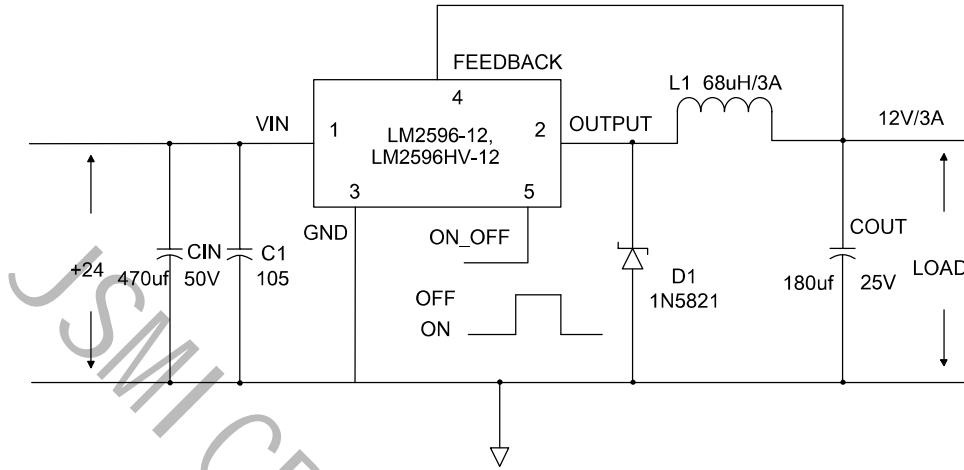 FEEDBACK
L1 68uH/3A
4
VIN
1
LM2596-12,
LM2596HV-12
2
OUTPUT
12V/3A
3
5
GND
ON_OFF
COUT
+24
470uf
CIN
50V
C1
105
D1
1N5821
180uf
25V
LOAD
OFF
ON
JSMI